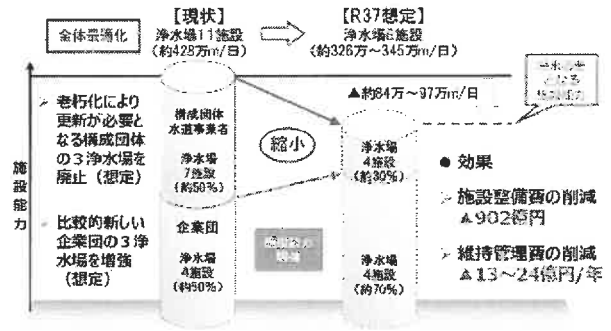 全体最適化
【現状】
浄水場11施設
(約428万m/日)
【R37想定】
浄水場8施設
(約326万～345万m/日)
▲約84万～97万m/日
➢ 老朽化により
更新が必要と
なる構成団体
の3浄水場を
廃止(想定)
➢ 比較的新しい
企業団の3浄
水場を増強
(想定)
施設能力
構成団体
水道事業者
浄水場
7施設
(約50%)
企業団
浄水場
4施設
(約50%)
縮小
浄水場
4施設
(約30%)
浄水場
4施設
(約70%)
● 効果
➢ 施設整備費の削減
▲902億円
➢ 維持管理費の削減
▲13～24億円/年